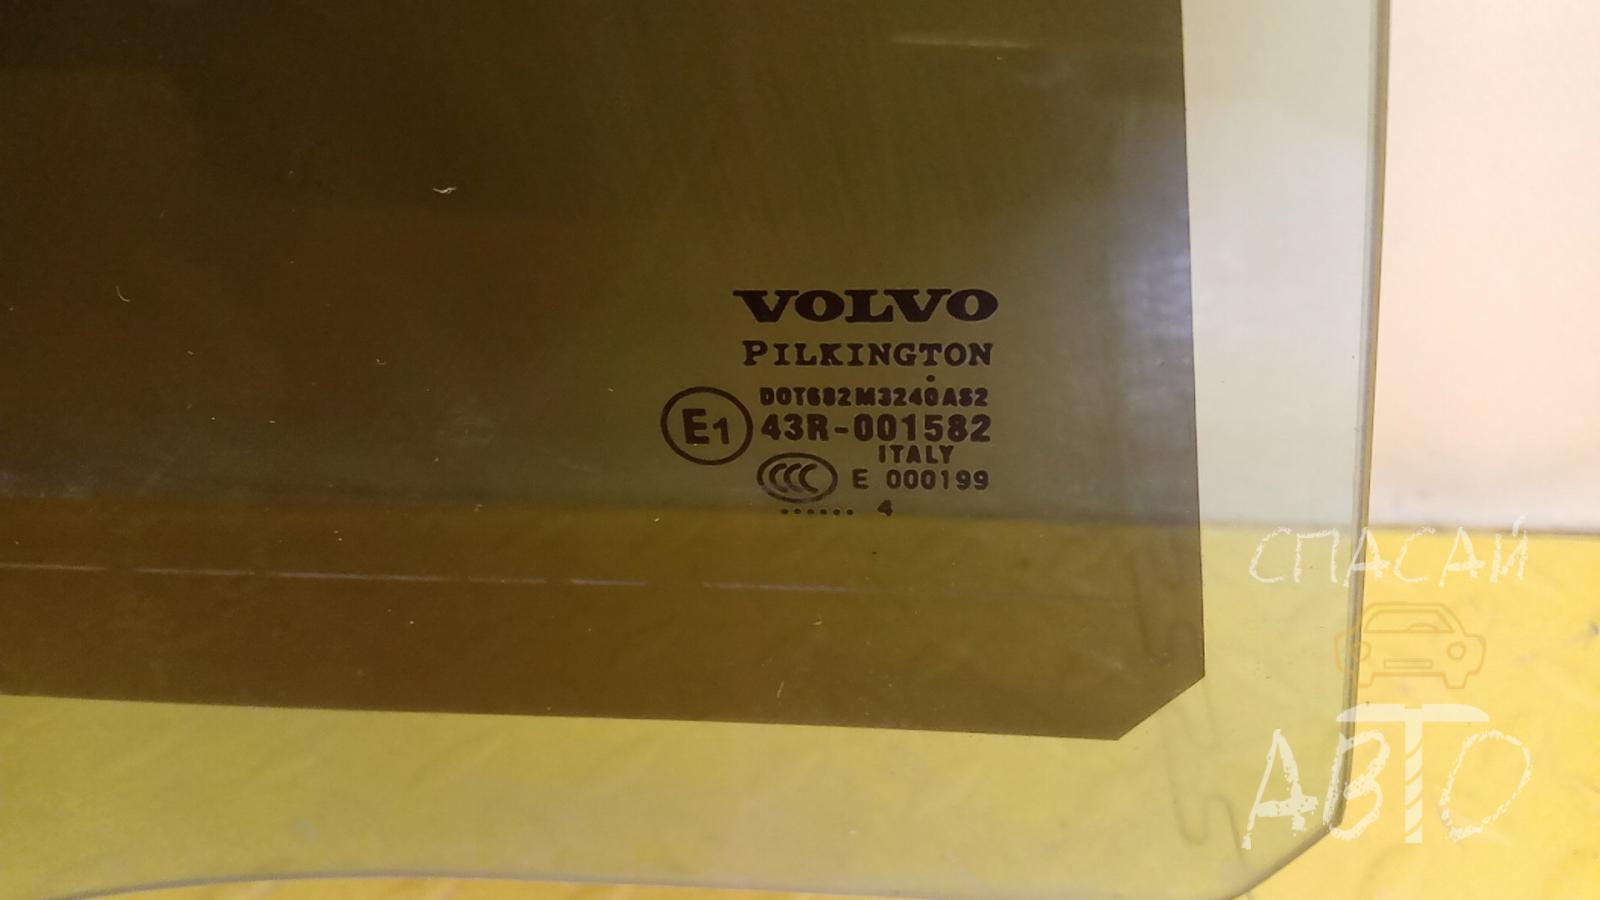 VOLVO
PILKINGTON
DOT682M3240AS2
E1 43R-001582
ITALY
CCC E 000199
...... 4
СПАСАЙ
АВТО